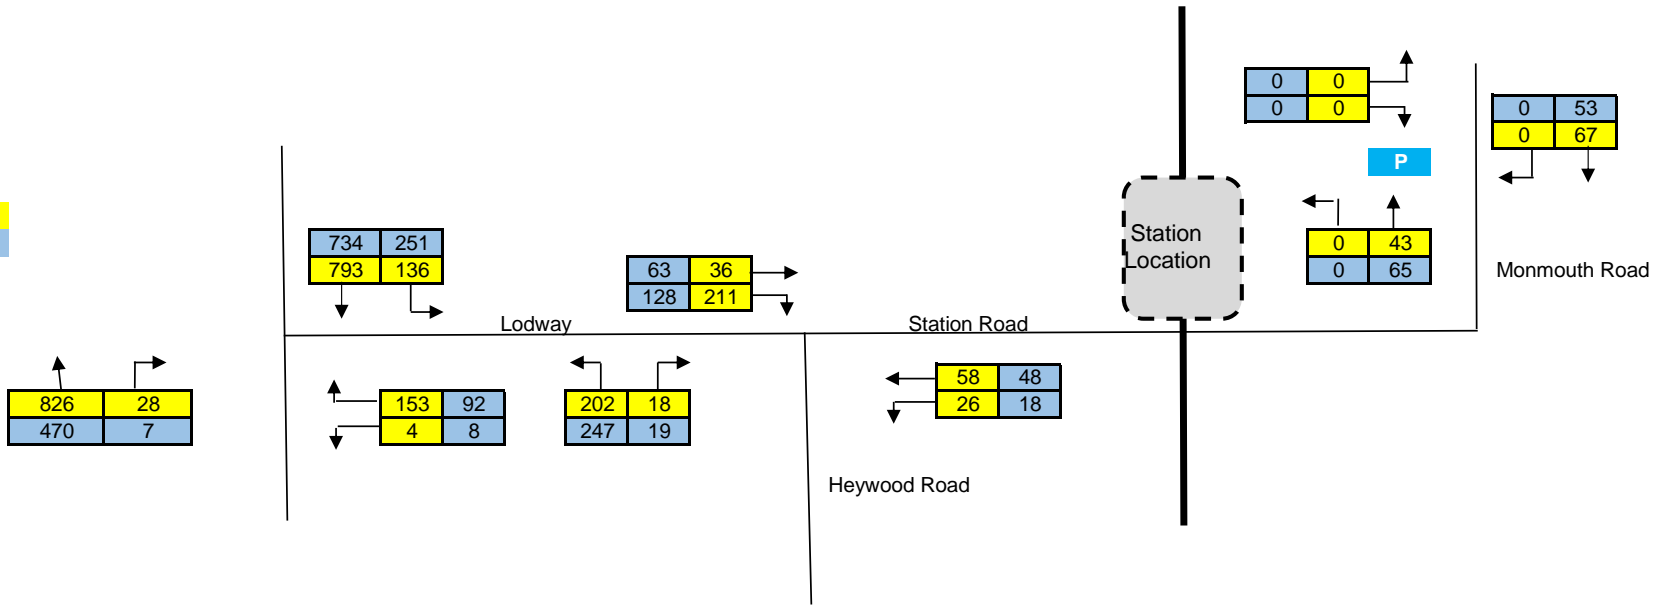 0 0
0 0
0 53
0 67
P
734 251
793 136
63 36
128 211
Station
Location
0 43
0 65
Monmouth Road
Lodway
Station Road
826 28
470 7
153 92
4 8
202 18
247 19
58 48
26 18
Heywood Road